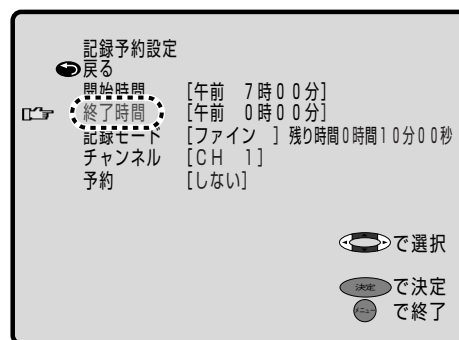 記録予約設定
戻る
開始時間 [午前 7時00分]
終了時間 [午前 0時00分]
記録モード [ファイン ] 残り時間0時間10分00秒
チャンネル [CH 1]
予約 [しない]
で選択
決定 で決定
メニュー で終了